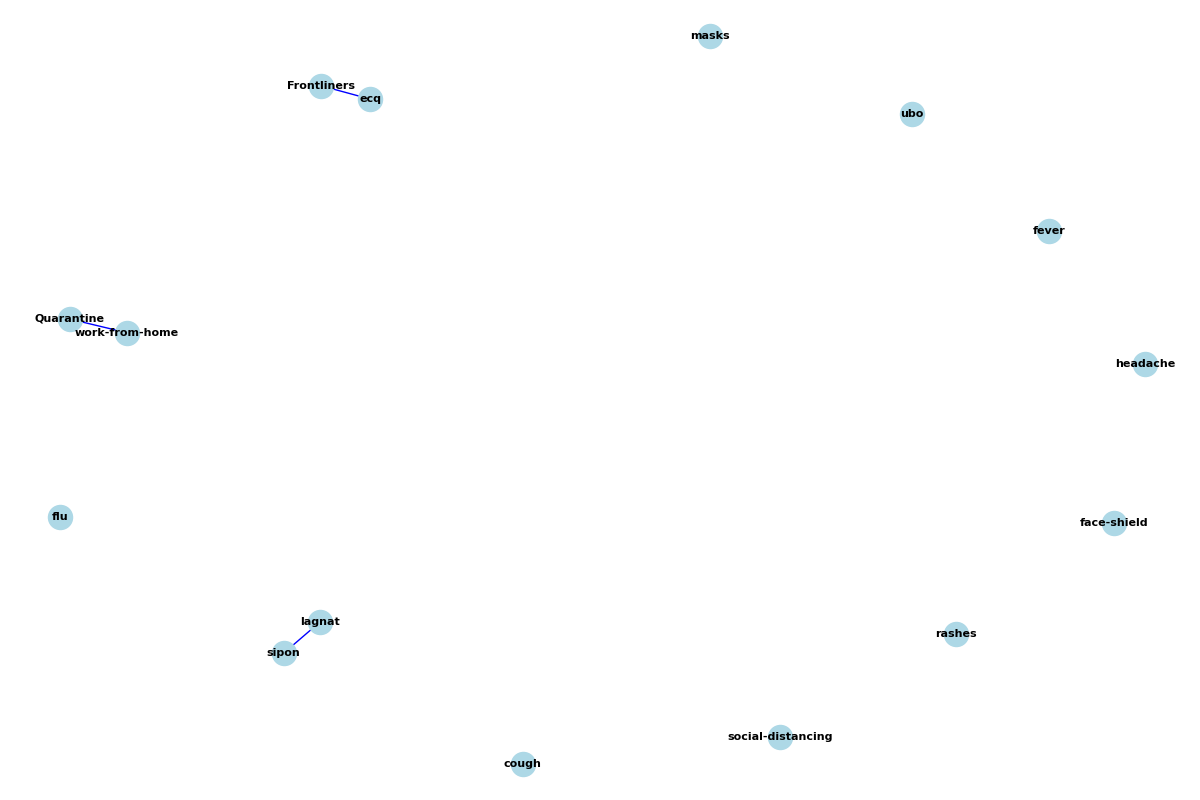 masks
Frontliners
ecq
ubo
fever
Quarantine
work-from-home
headache
flu
face-shield
lagnat
rashes
sipon
social-distancing
cough